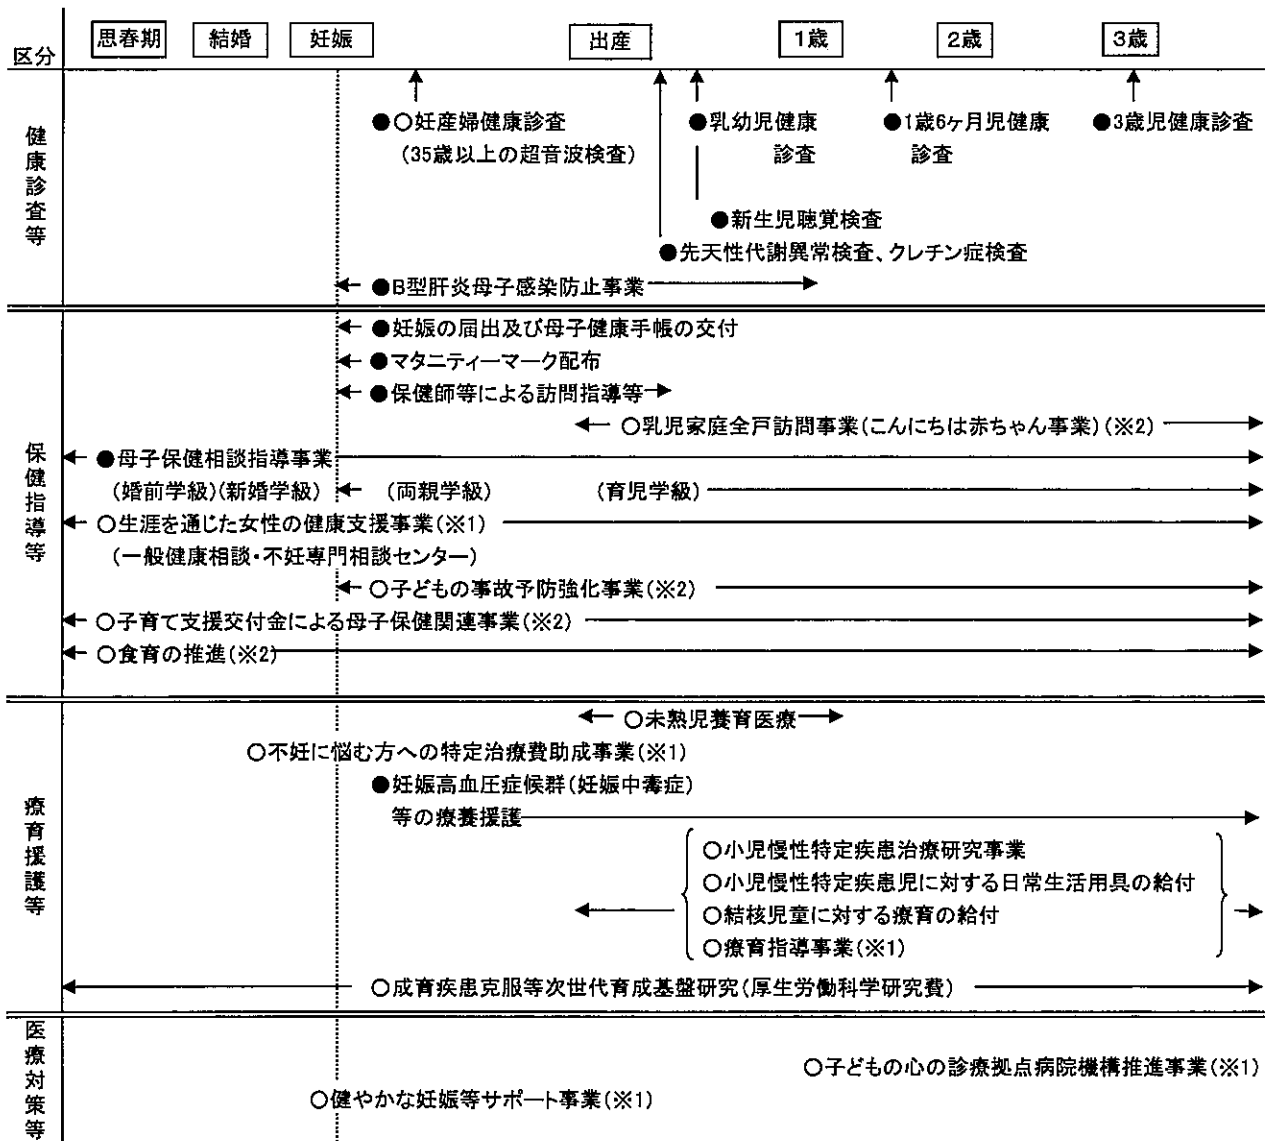 区分
思春期 結婚 妊娠 出産 1歳 2歳 3歳
健康診査等
●○妊産婦健康診査
(35歳以上の超音波検査)
●乳幼児健康
診査
●1歳6ヶ月児健康
診査
●3歳児健康診査
●新生児聴覚検査
●先天性代謝異常検査、クレチン症検査
●B型肝炎母子感染防止事業
保健指導等
●妊娠の届出及び母子健康手帳の交付
●マタニティーマーク配布
●保健師等による訪問指導等
○乳児家庭全戸訪問事業(こんにちは赤ちゃん事業)(※2)
●母子保健相談指導事業
(婚前学級)(新婚学級) (両親学級) (育児学級)
○生涯を通じた女性の健康支援事業(※1)
(一般健康相談・不妊専門相談センター)
○子どもの事故予防強化事業(※2)
○子育て支援交付金による母子保健関連事業(※2)
○食育の推進(※2)
療育援護等
○未熟児養育医療
○不妊に悩む方への特定治療費助成事業(※1)
●妊娠高血圧症候群(妊娠中毒症)
等の療養援護
○小児慢性特定疾患治療研究事業
○小児慢性特定疾患児に対する日常生活用具の給付
○結核児童に対する療育の給付
○療育指導事業(※1)
○成育疾患克服等次世代育成基盤研究(厚生労働科学研究費)
医療対策等
○子どもの心の診療拠点病院機構推進事業(※1)
○健やかな妊娠等サポート事業(※1)